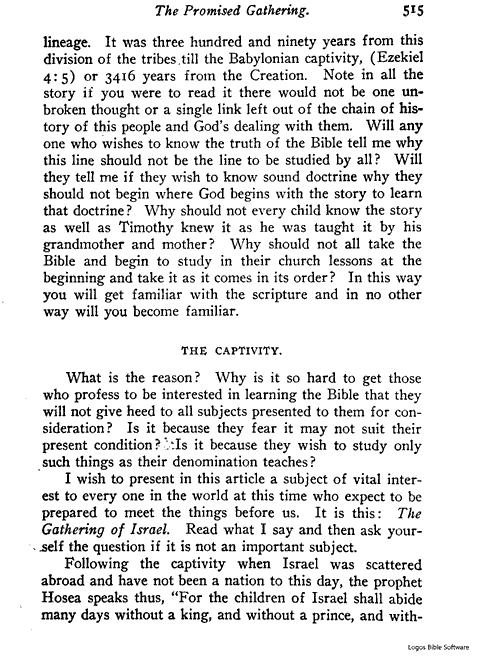 The Promised Gathering. 515
lineage. It was three hundred and ninety years from this
division of the tribes till the Babylonian captivity, (Ezekiel
4: 5) or 3416 years from the Creation. Note in all the
story if you were to read it there would not be one un-
broken thought or a single link left out of the chain of his-
tory of this people and God's dealing with them. Will any
one who wishes to know the truth of the Bible tell me why
this line should not be the line to be studied by all? Will
they tell me if they wish to know sound doctrine why they
should not begin where God begins with the story to learn
that doctrine? Why should not every child know the story
as well as Timothy knew it as he was taught it by his
grandmother and mother? Why should not all take the
Bible and begin to study in their church lessons at the
beginning and take it as it comes in its order? In this way
you will get familiar with the scripture and in no other
way will you become familiar.
THE CAPTIVITY.
What is the reason? Why is it so hard to get those
who profess to be interested in learning the Bible that they
will not give heed to all subjects presented to them for con-
sideration? Is it because they fear it may not suit their
present condition? Is it because they wish to study only
such things as their denomination teaches?
I wish to present in this article a subject of vital inter-
est to every one in the world at this time who expect to be
prepared to meet the things before us. It is this: The
Gathering of Israel. Read what I say and then ask your-
self the question if it is not an important subject.
Following the captivity when Israel was scattered
abroad and have not been a nation to this day, the prophet
Hosea speaks thus, "For the children of Israel shall abide
many days without a king, and without a prince, and with-
Logos Bible Software